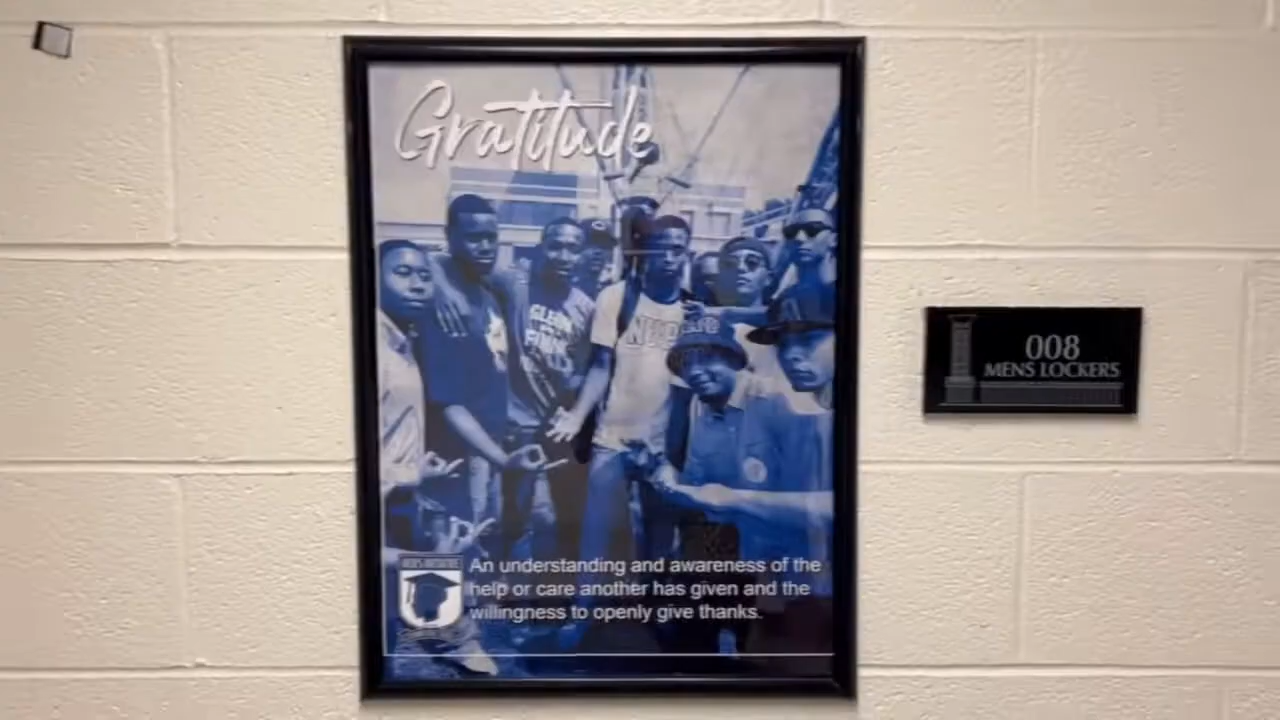 Gratitude
GLENN
An understanding and awareness of the
help or care another has given and the
willingness to openly give thanks.
008
MENS LOCKERS